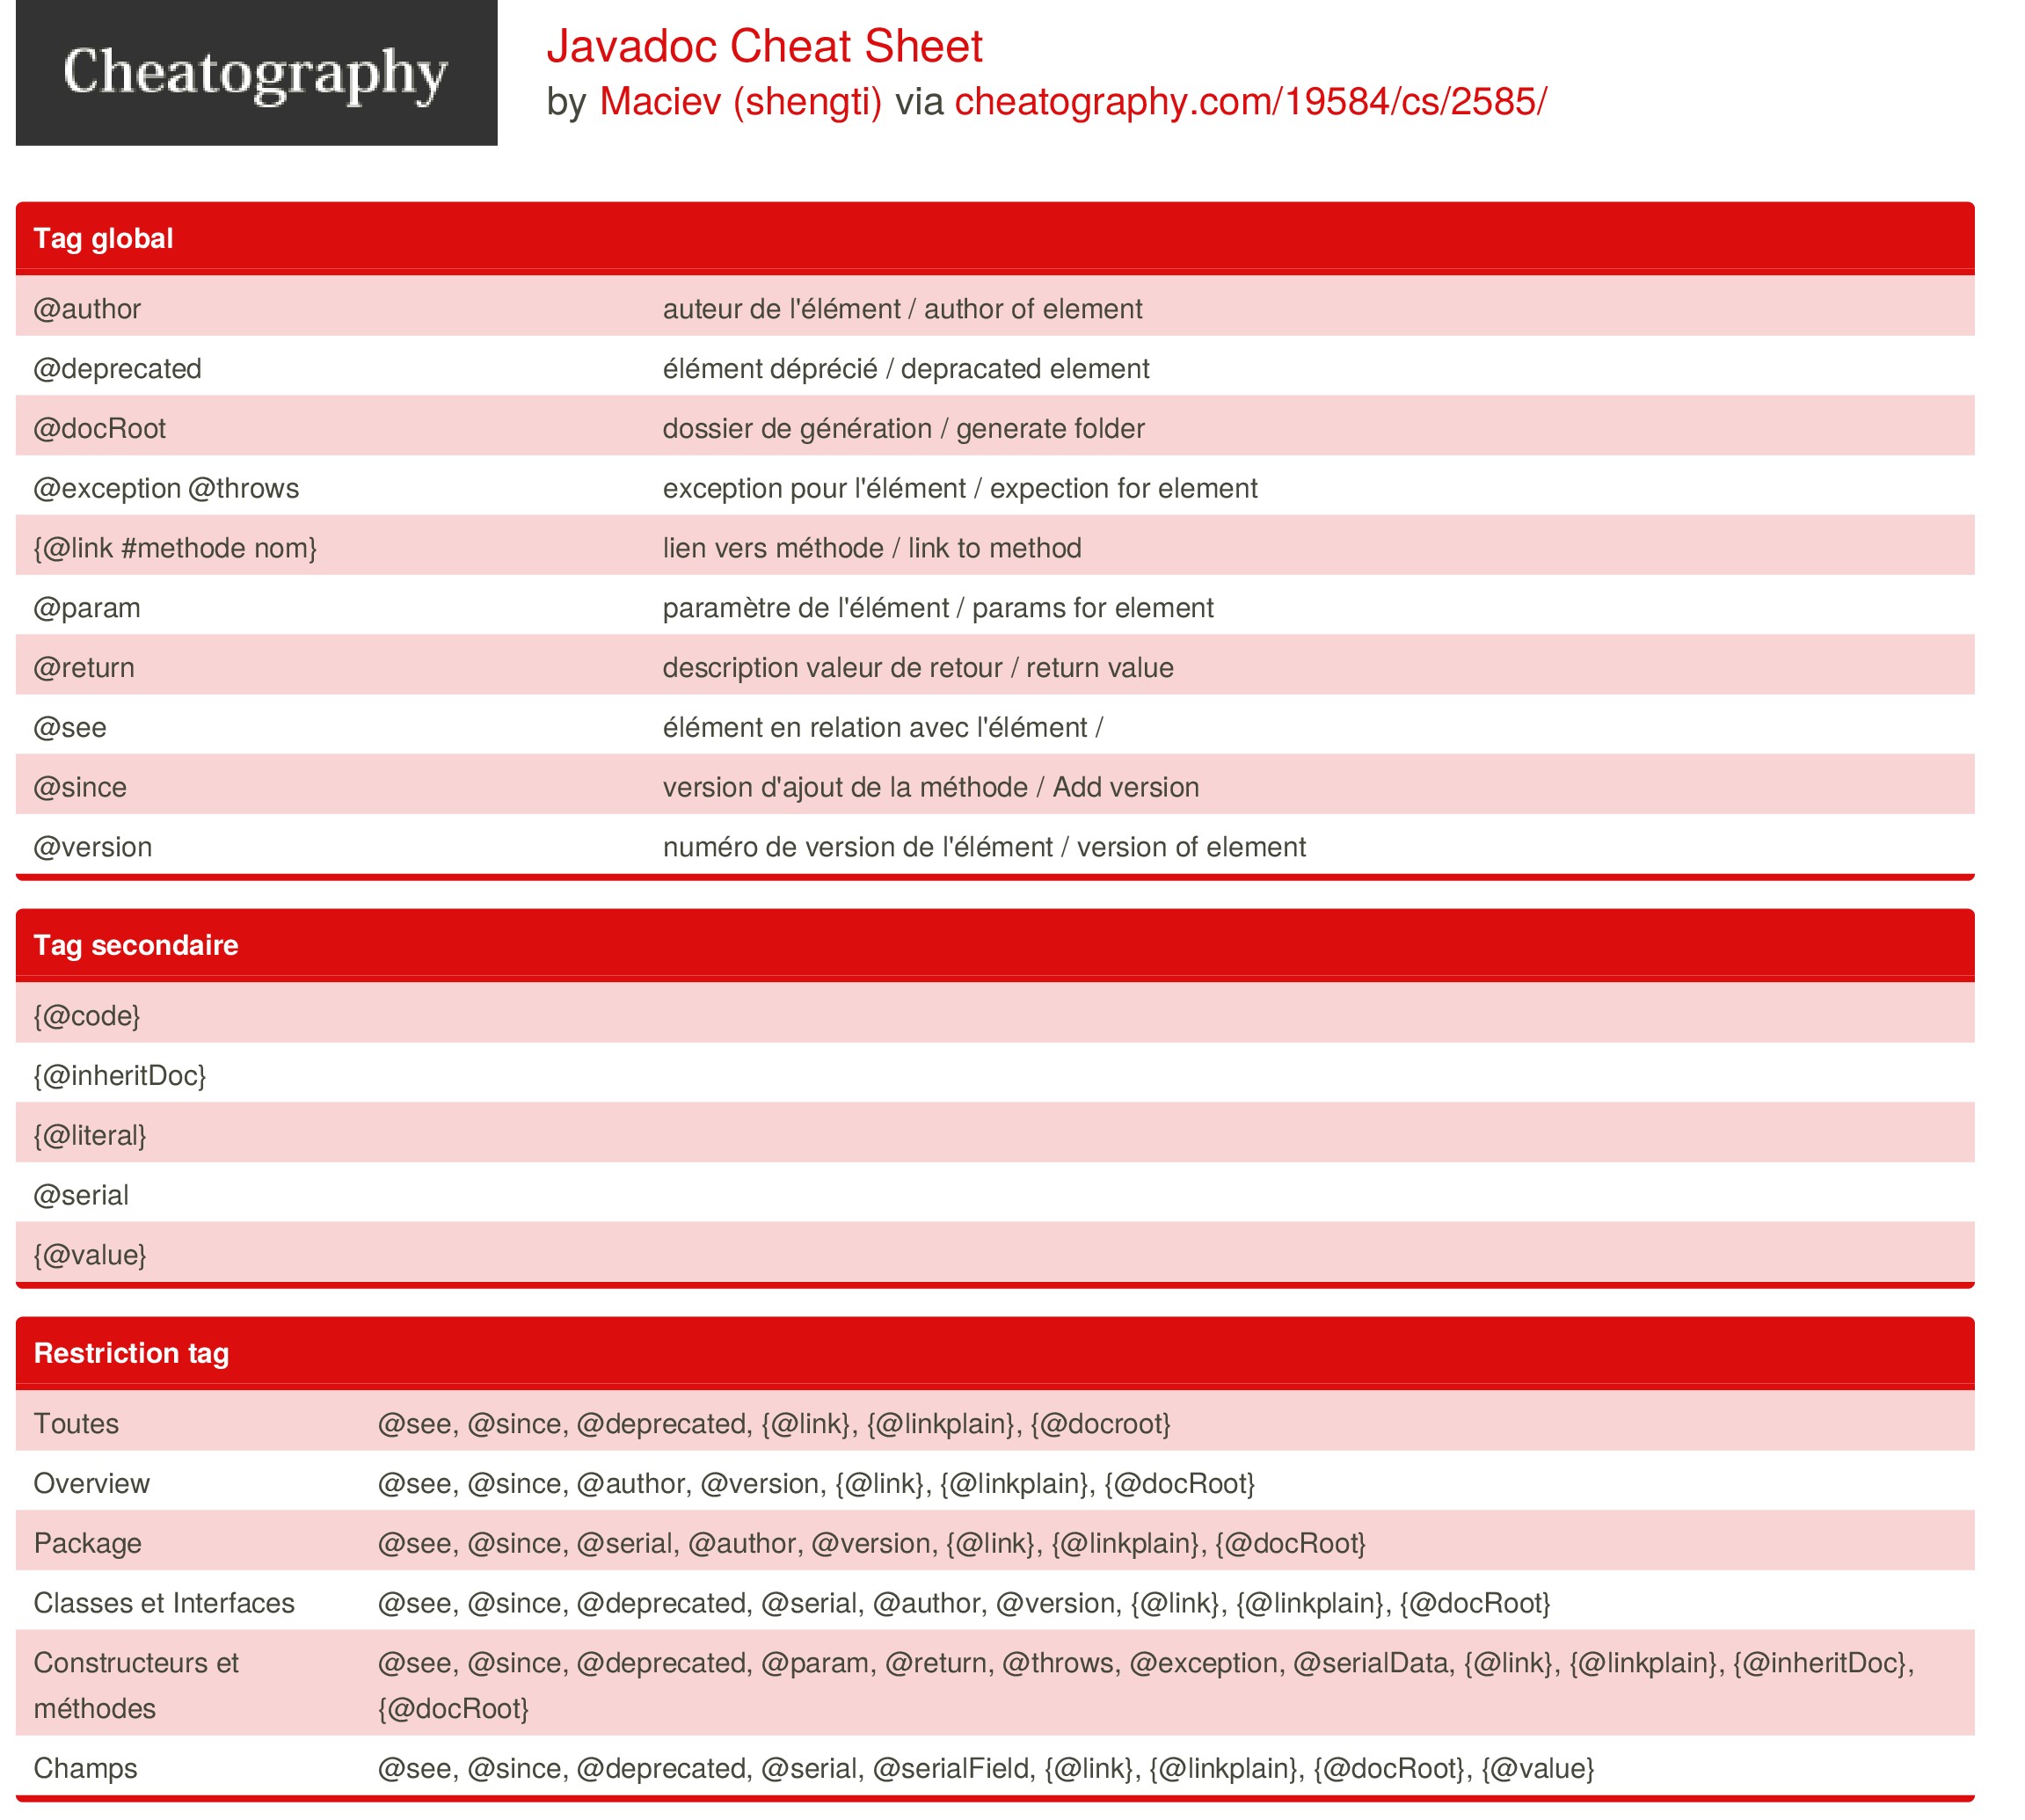 Cheatography
Javadoc Cheat Sheet
by Maciev (shengti) via cheatography.com/19584/cs/2585/
Tag global
@author auteur de l'élément / author of element
@deprecated élément déprécié / depracated element
@docRoot dossier de génération / generate folder
@exception @throws exception pour l'élément / expection for element
{@link #methode nom} lien vers méthode / link to method
@param paramètre de l'élément / params for element
@return description valeur de retour / return value
@see élément en relation avec l'élément /
@since version d'ajout de la méthode / Add version
@version numéro de version de l'élément / version of element
Tag secondaire
{@code}
{@inheritDoc}
{@literal}
@serial
{@value}
Restriction tag
Toutes @see, @since, @deprecated, {@link}, {@linkplain}, {@docroot}
Overview @see, @since, @author, @version, {@link}, {@linkplain}, {@docRoot}
Package @see, @since, @serial, @author, @version, {@link}, {@linkplain}, {@docRoot}
Classes et Interfaces @see, @since, @deprecated, @serial, @author, @version, {@link}, {@linkplain}, {@docRoot}
Constructeurs et @see, @since, @deprecated, @param, @return, @throws, @exception, @serialData, {@link}, {@linkplain}, {@inheritDoc},
méthodes {@docRoot}
Champs @see, @since, @deprecated, @serial, @serialField, {@link}, {@linkplain}, {@docRoot}, {@value}